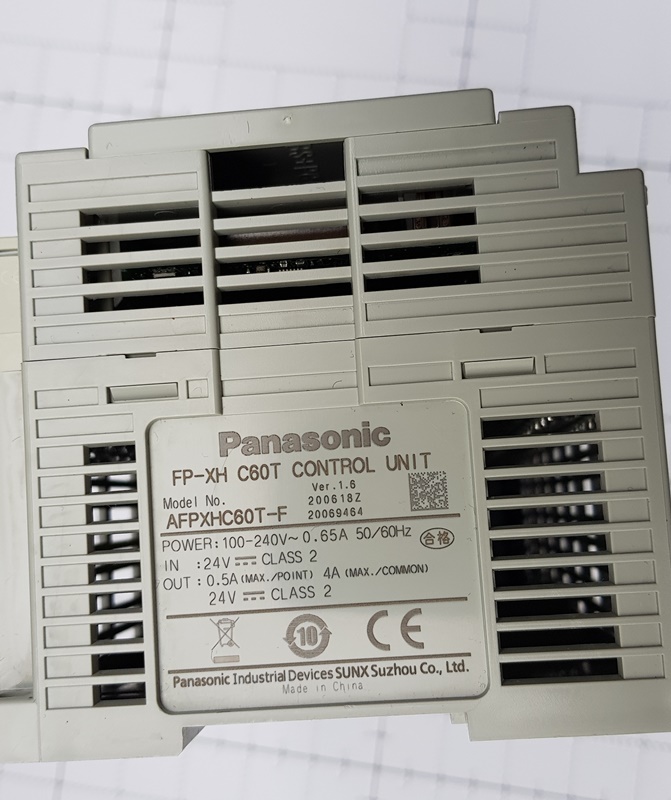 Panasonic
FP-XH C60T CONTROL UNIT
Model No.
Ver.1.6
200618Z
AFPXHC60T-F
20069464
POWER:100-240V~ 0.65A 50/60Hz
合格
IN :24V ⎓ CLASS 2
OUT:0.5A(MAX./POINT) 4A(MAX./COMMON)
24V ⎓ CLASS 2
10
CE
Panasonic Industrial Devices SUNX Suzhou Co., Ltd.
Made in China